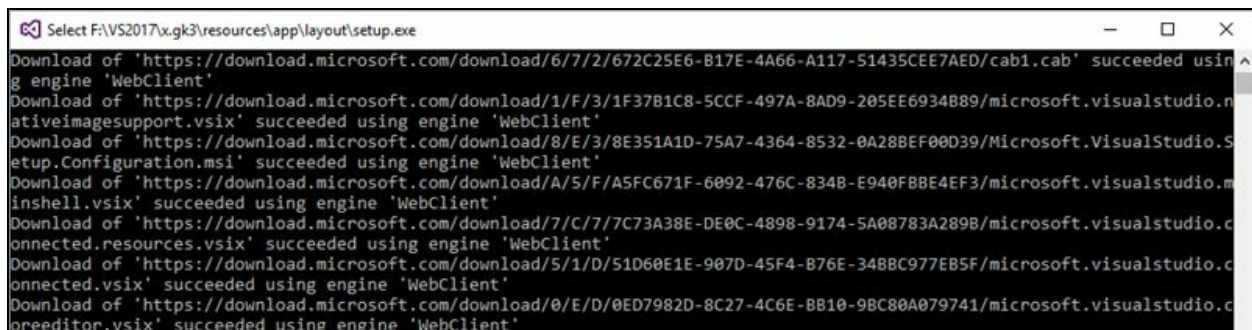 Select F:\VS2017\x.gk3\resources\app\layout\setup.exe
Download of 'https://download.microsoft.com/download/6/7/2/672C25E6-B17E-4A66-A117-51435CEE7AED/cab1.cab' succeeded usin
g engine 'WebClient'
Download of 'https://download.microsoft.com/download/1/F/3/1F37B1C8-5CCF-497A-8AD9-205EE6934B89/microsoft.visualstudio.n
ativeimagesupport.vsix' succeeded using engine 'WebClient'
Download of 'https://download.microsoft.com/download/8/E/3/8E351A1D-75A7-4364-8532-0A28BEF00D39/Microsoft.VisualStudio.S
etup.Configuration.msi' succeeded using engine 'WebClient'
Download of 'https://download.microsoft.com/download/A/5/F/A5FC671F-6092-476C-834B-E940FBBE4EF3/microsoft.visualstudio.m
inshell.vsix' succeeded using engine 'WebClient'
Download of 'https://download.microsoft.com/download/7/C/7/7C73A38E-DE0C-4898-9174-5A08783A289B/microsoft.visualstudio.c
onnected.resources.vsix' succeeded using engine 'WebClient'
Download of 'https://download.microsoft.com/download/5/1/D/51D60E1E-907D-45F4-B76E-34BBC977EB5F/microsoft.visualstudio.c
onnected.vsix' succeeded using engine 'WebClient'
Download of 'https://download.microsoft.com/download/0/E/D/0ED7982D-8C27-4C6E-BB10-9BC80A079741/microsoft.visualstudio.c
oreeditor.vsix' succeeded using engine 'WebClient'